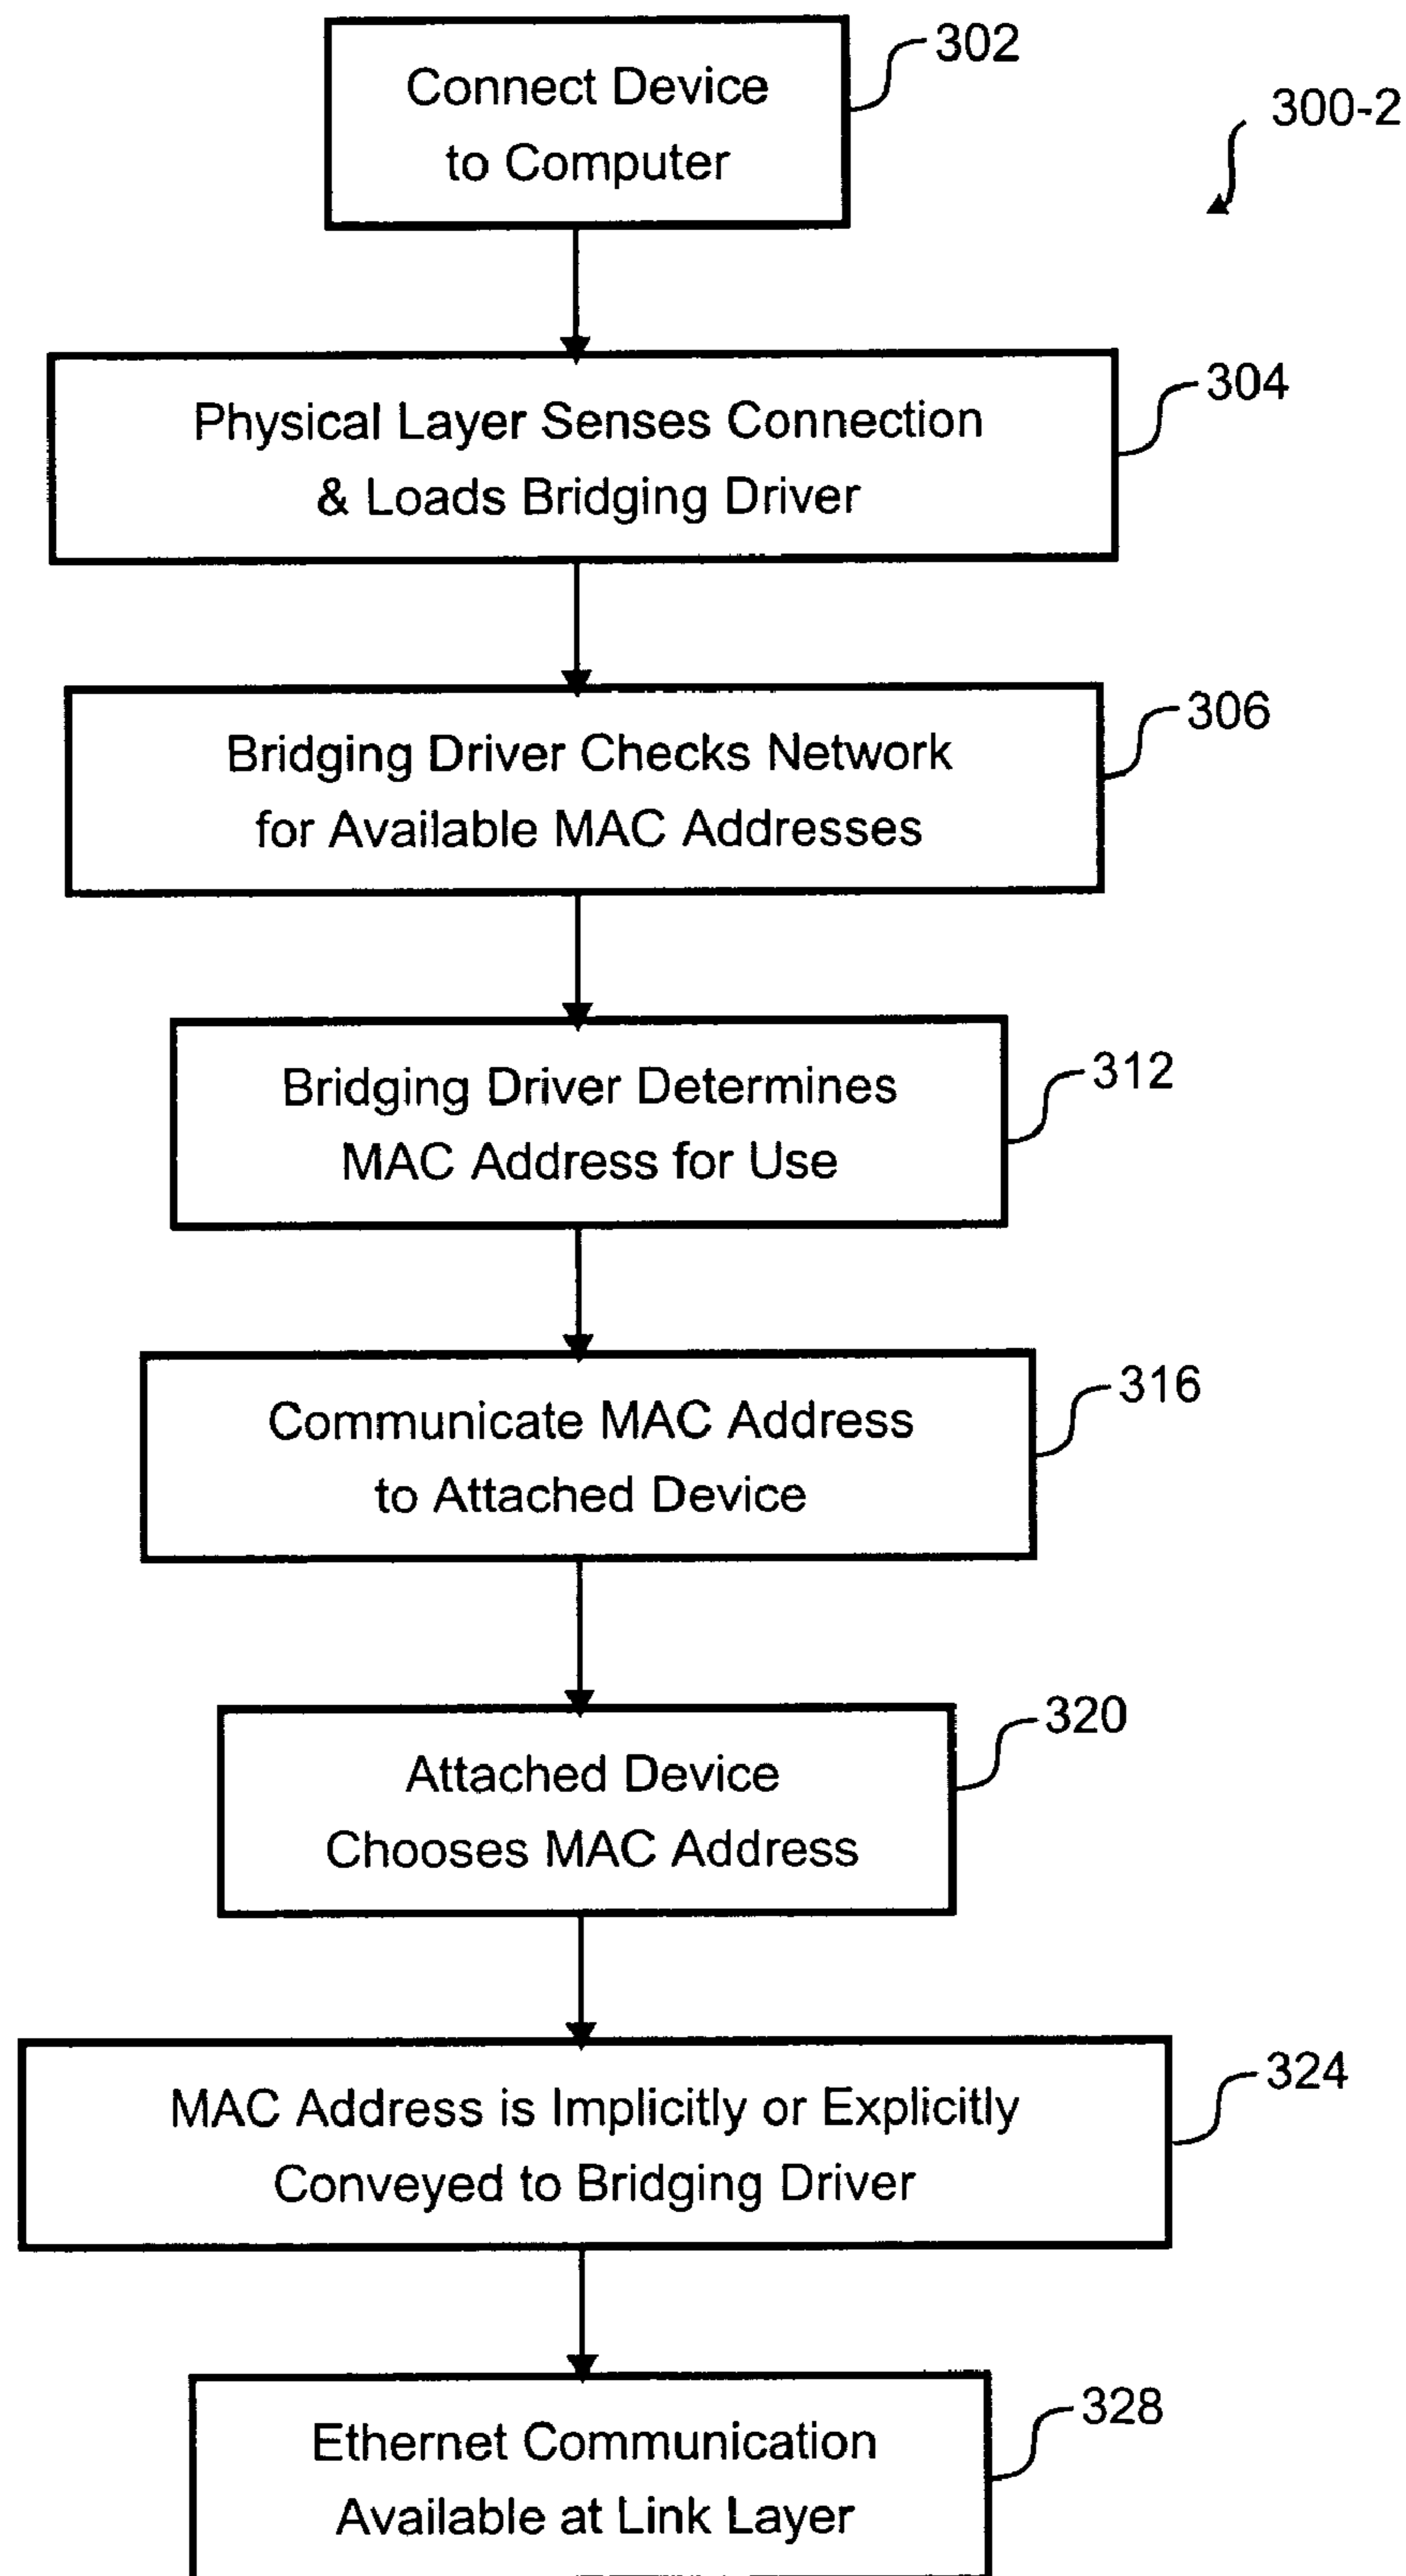 Connect Device
to Computer
302
300-2
Physical Layer Senses Connection
& Loads Bridging Driver
304
Bridging Driver Checks Network
for Available MAC Addresses
306
Bridging Driver Determines
MAC Address for Use
312
Communicate MAC Address
to Attached Device
316
Attached Device
Chooses MAC Address
320
MAC Address is Implicitly or Explicitly
Conveyed to Bridging Driver
324
Ethernet Communication
Available at Link Layer
328